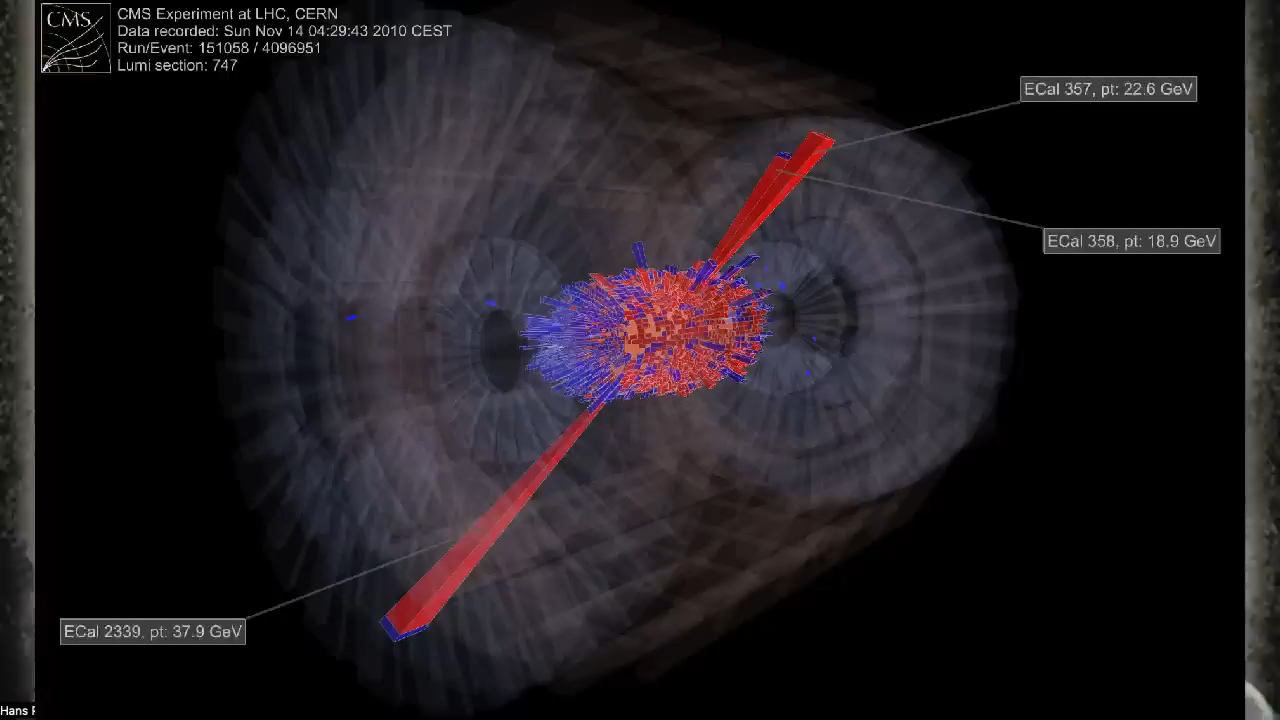 CMS
CMS Experiment at LHC, CERN
Data recorded: Sun Nov 14 04:29:43 2010 CEST
Run/Event: 151058 / 4096951
Lumi section: 747
ECal 357, pt: 22.6 GeV
ECal 358, pt: 18.9 GeV
ECal 2339, pt: 37.9 GeV
Hans